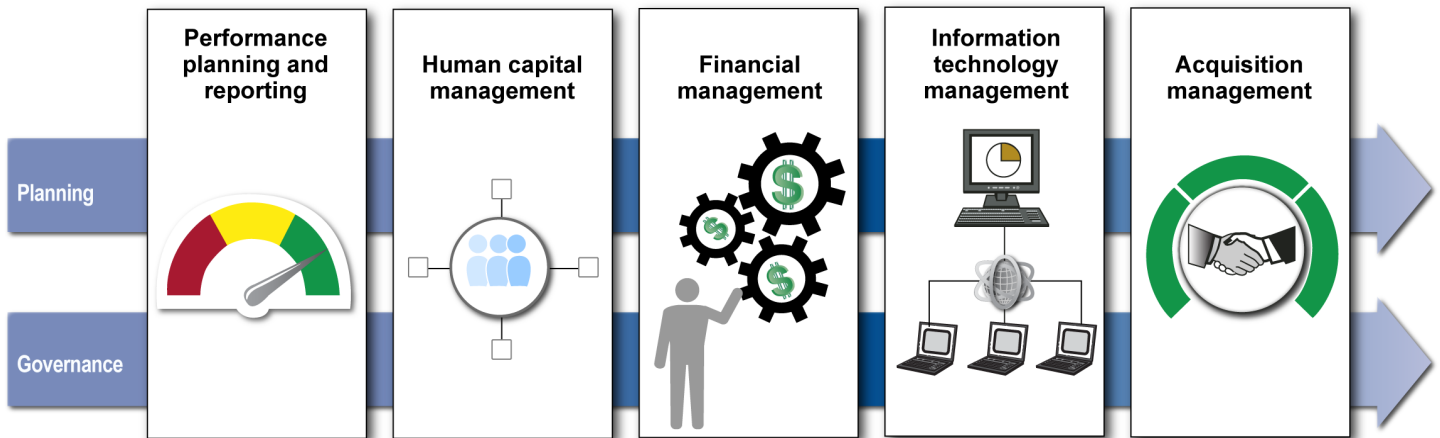 Performance
planning and
reporting
Human capital
management
Financial
management
Information
technology
management
Acquisition
management
Planning
Governance